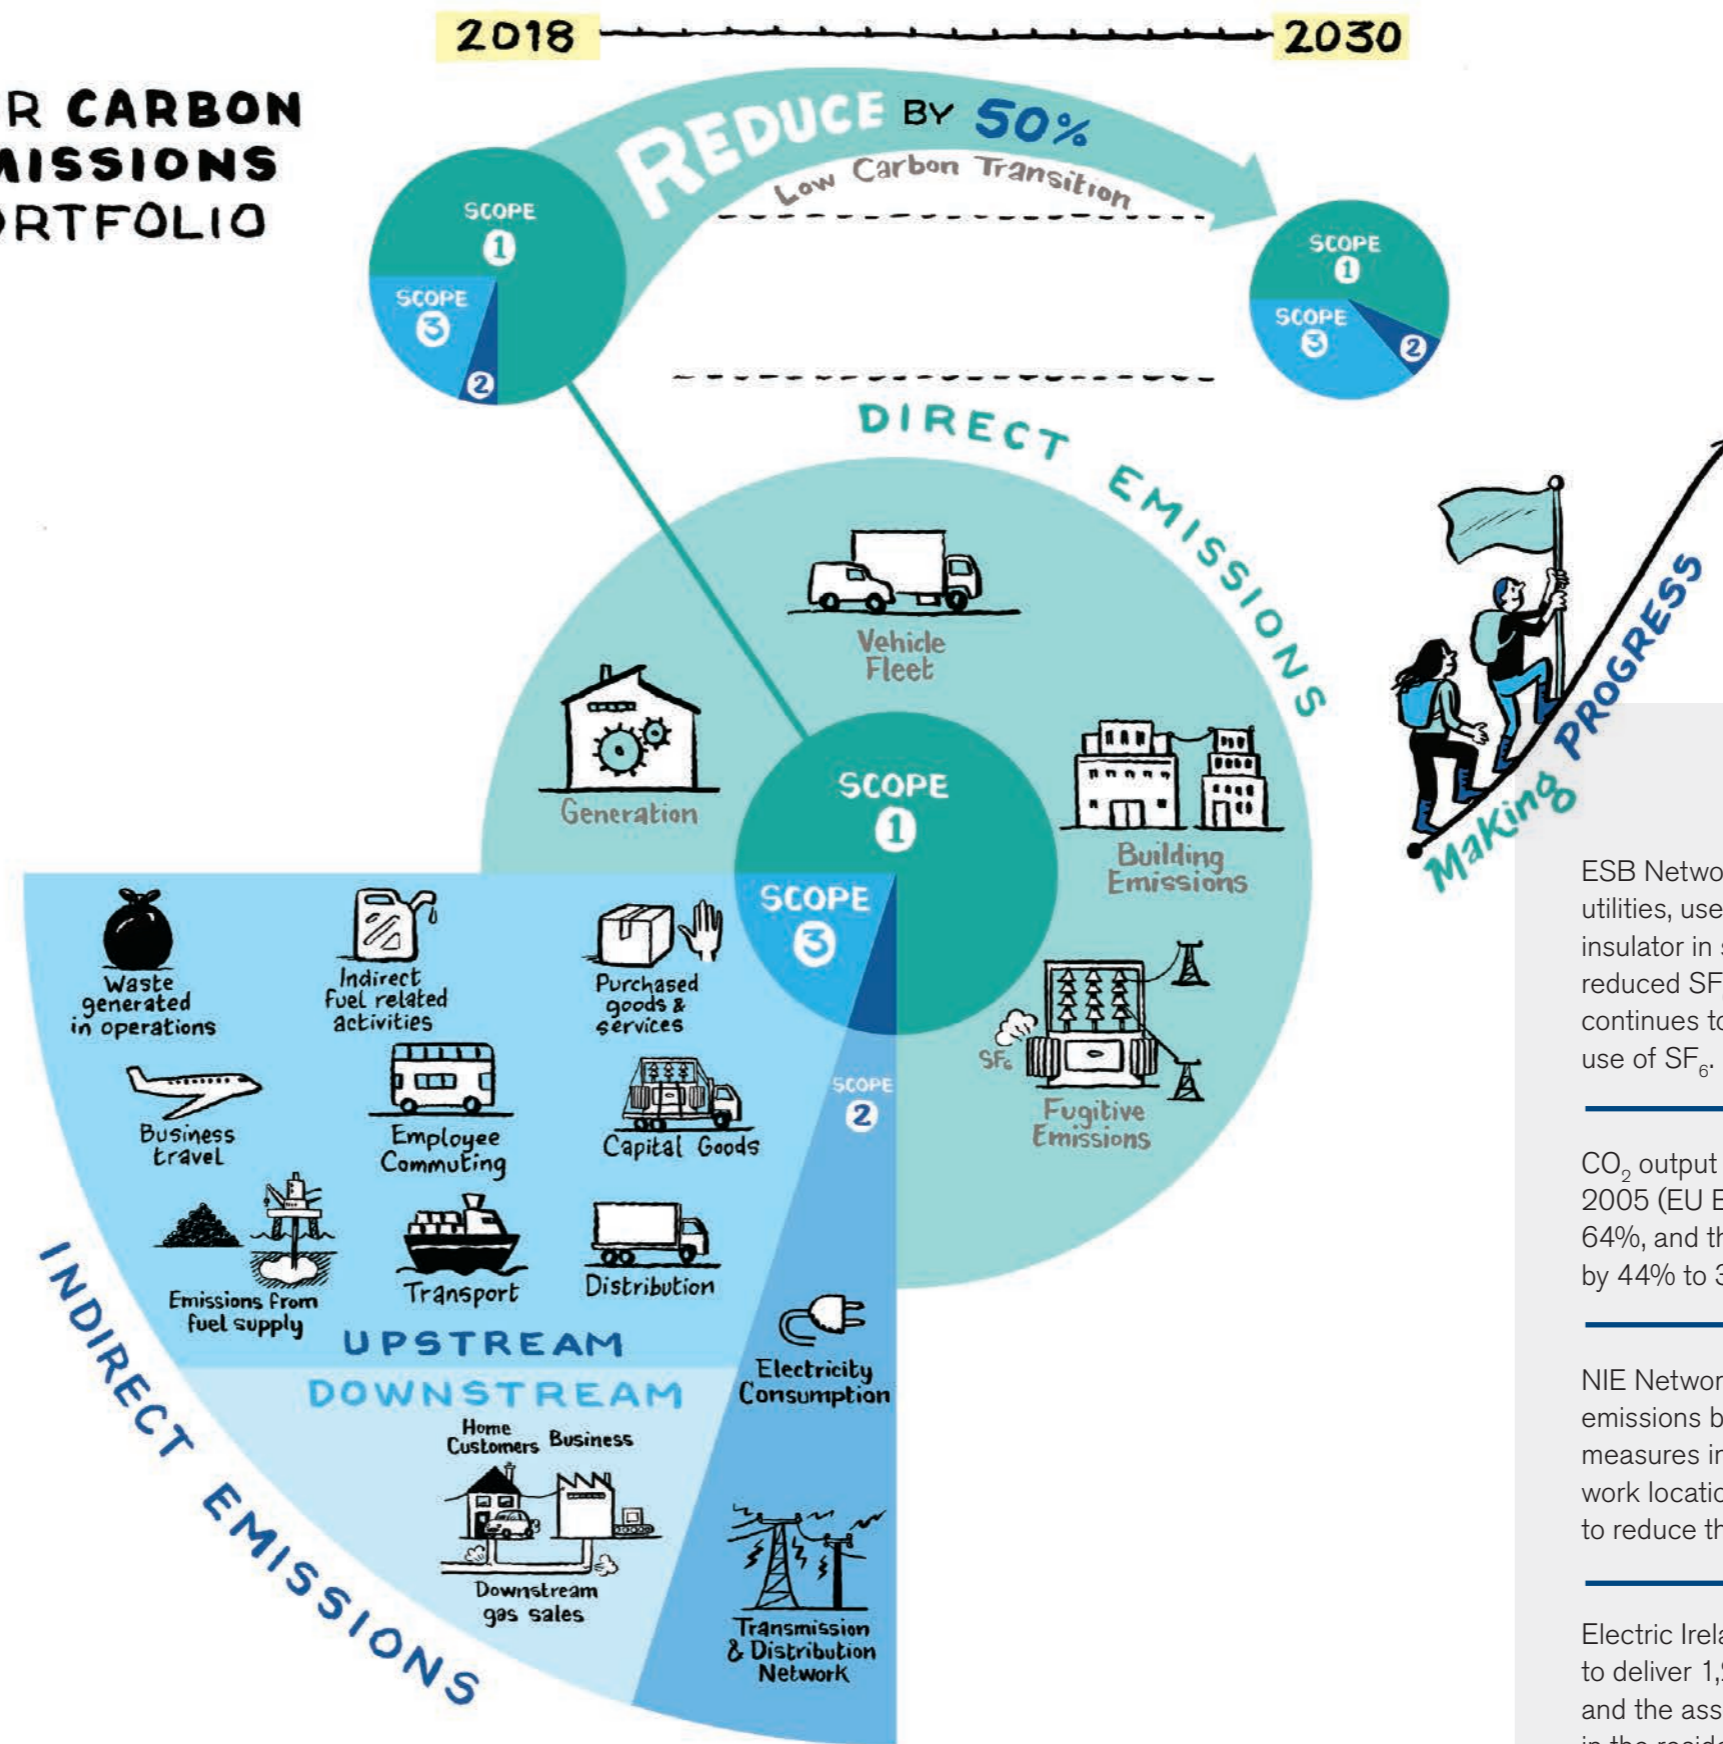 2018
2030
R CARBON
MISSIONS
ORTFOLIO
REDUCE BY 50%
Low Carbon Transition
SCOPE
1
SCOPE
3
2
SCOPE
1
SCOPE
3
2
DIRECT EMISSIONS
Vehicle
Fleet
Generation
Building
Emissions
SF6
Fugitive
Emissions
SCOPE
1
SCOPE
3
SCOPE
2
Making PROGRESS
Waste
generated
in operations
Indirect
fuel related
activities
Purchased
goods &
services
Business
travel
Employee
Commuting
Capital Goods
Emissions from
fuel supply
Transport
Distribution
UPSTREAM
DOWNSTREAM
Home
Customers
Business
Downstream
gas sales
Electricity
Consumption
Transmission
& Distribution
Network
INDIRECT EMISSIONS
ESB Netwo
utilities, use
insulator in s
reduced SF
continues to
use of SF₆.
CO₂ output
2005 (EU E
64%, and th
by 44% to 3
NIE Networ
emissions b
measures in
work locatio
to reduce th
Electric Irela
to deliver 1,
and the ass
in the reside